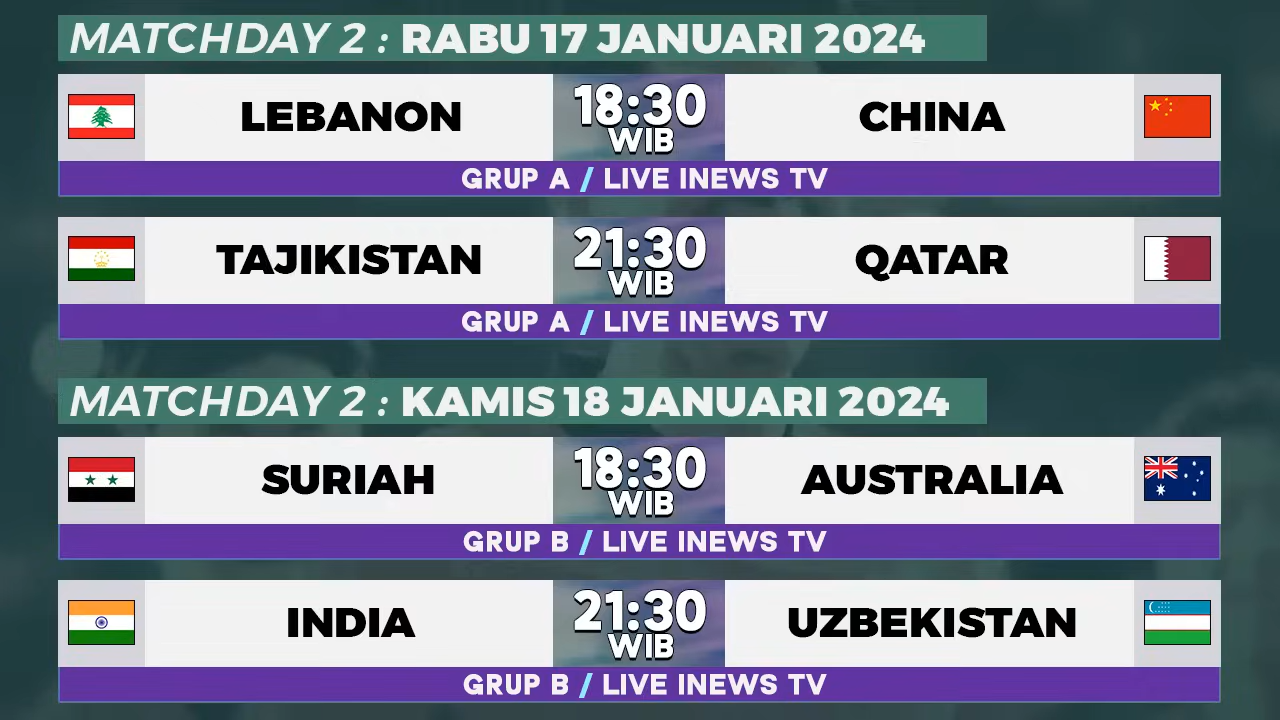 MATCHDAY 2 : RABU 17 JANUARI 2024
LEBANON 18:30 WIB CHINA
GRUP A / LIVE INEWS TV
TAJIKISTAN 21:30 WIB QATAR
GRUP A / LIVE INEWS TV
MATCHDAY 2 : KAMIS 18 JANUARI 2024
SURIAH 18:30 WIB AUSTRALIA
GRUP B / LIVE INEWS TV
INDIA 21:30 WIB UZBEKISTAN
GRUP B / LIVE INEWS TV